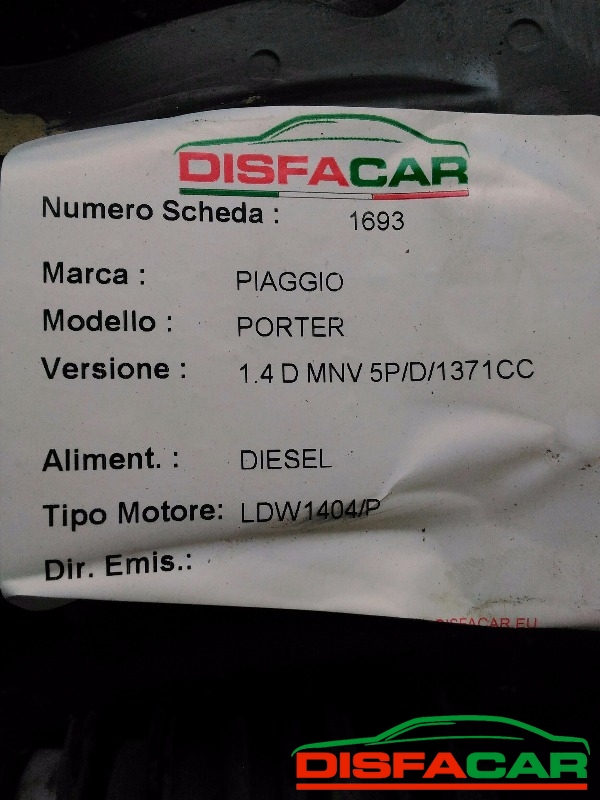 DISFACAR
Numero Scheda : 1693
Marca : PIAGGIO
Modello : PORTER
Versione : 1.4 D MNV 5P/D/1371CC
Aliment. : DIESEL
Tipo Motore: LDW1404/P
Dir. Emis.:
DISFACAR.EU
DISFACAR